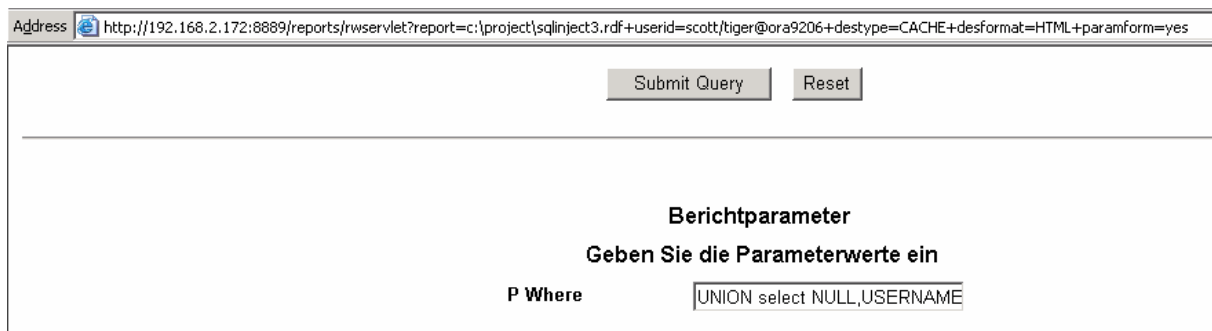 Address http://192.168.2.172:8889/reports/rwservlet?report=c:\project\sqlinject3.rdf+userid=scott/tiger@ora9206+destype=CACHE+desformat=HTML+paramform=yes
Submit Query Reset
Berichtparameter
Geben Sie die Parameterwerte ein
P Where UNION select NULL,USERNAME